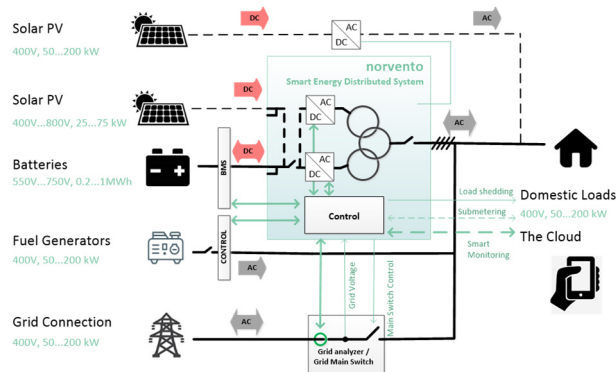 Solar PV
400V, 50...200 kW
DC
AC
AC
DC
norvento
Smart Energy Distributed System
Solar PV
400V...800V, 25...75 kW
DC
AC
DC
AC
Batteries
550V...750V, 0.2...1MWh
BMS
DC
AC
DC
Control
Load shedding
Submetering
Smart
Monitoring
Domestic Loads
400V, 50...200 kW
The Cloud
Fuel Generators
400V, 50...200 kW
CONTROL
AC
Grid Voltage
Main Switch Control
Grid Connection
400V, 50...200 kW
AC
Grid analyzer /
Grid Main Switch